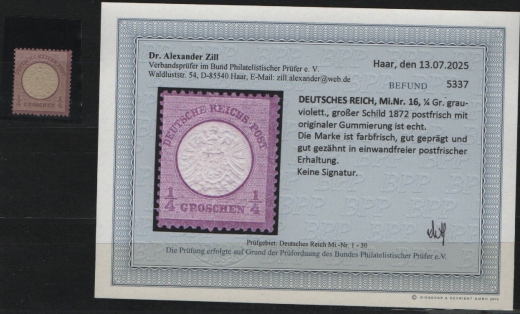 Dr. Alexander Zill
Verbandsprüfer im Bund Philatelistischer Prüfer e. V.
Waldluststr. 54, D-85540 Haar, E-Mail: zill.alexander@web.de
Haar, den 13.07.2025
BEFUND 5337
DEUTSCHES REICH, Mi.Nr. 16, ¼ Gr. grau-
violett., großer Schild 1872 postfrisch mit
originaler Gummierung ist echt.
Die Marke ist farbfrisch, gut geprägt und
gut gezähnt in einwandfreier postfrischer
Erhaltung.
Keine Signatur.
DEUTSCHE REICHS-POST
1/4 GROSCHEN 1/4
Prüfgebiet: Deutsches Reich Mi.-Nr. 1 - 30
Die Prüfung erfolgte auf Grund der Prüfordnung des Bundes Philatelistischer Prüfer e.V.